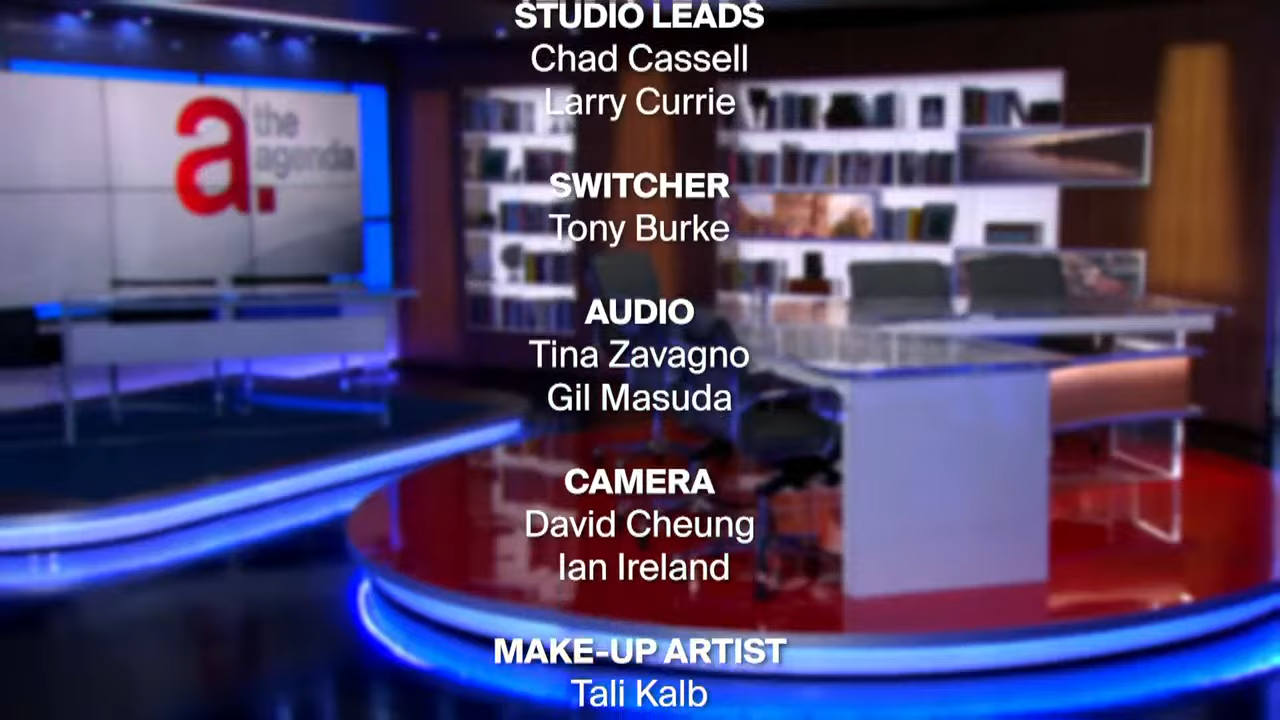 STUDIO LEADS
Chad Cassell
Larry Currie
SWITCHER
Tony Burke
AUDIO
Tina Zavagno
Gil Masuda
CAMERA
David Cheung
Ian Ireland
MAKE-UP ARTIST
Tali Kalb
a.
the
agenda